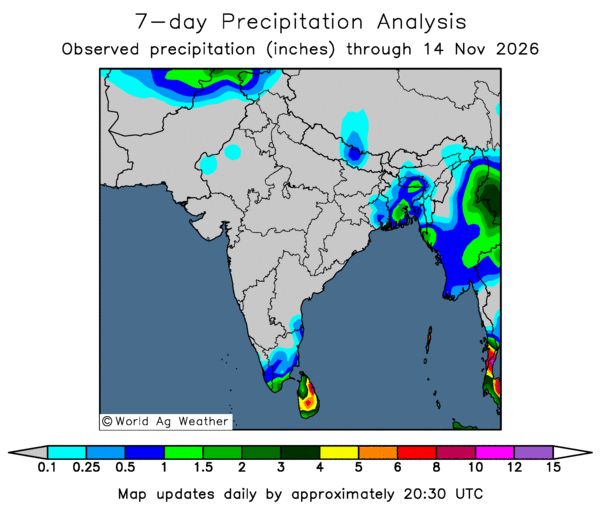 7-day Precipitation Analysis
Observed precipitation (inches) through 14 Nov 2026
©World Ag Weather
0.1 0.25 0.5 1 1.5 2 3 4 5 6 8 10 12 15
Map updates daily by approximately 20:30 UTC